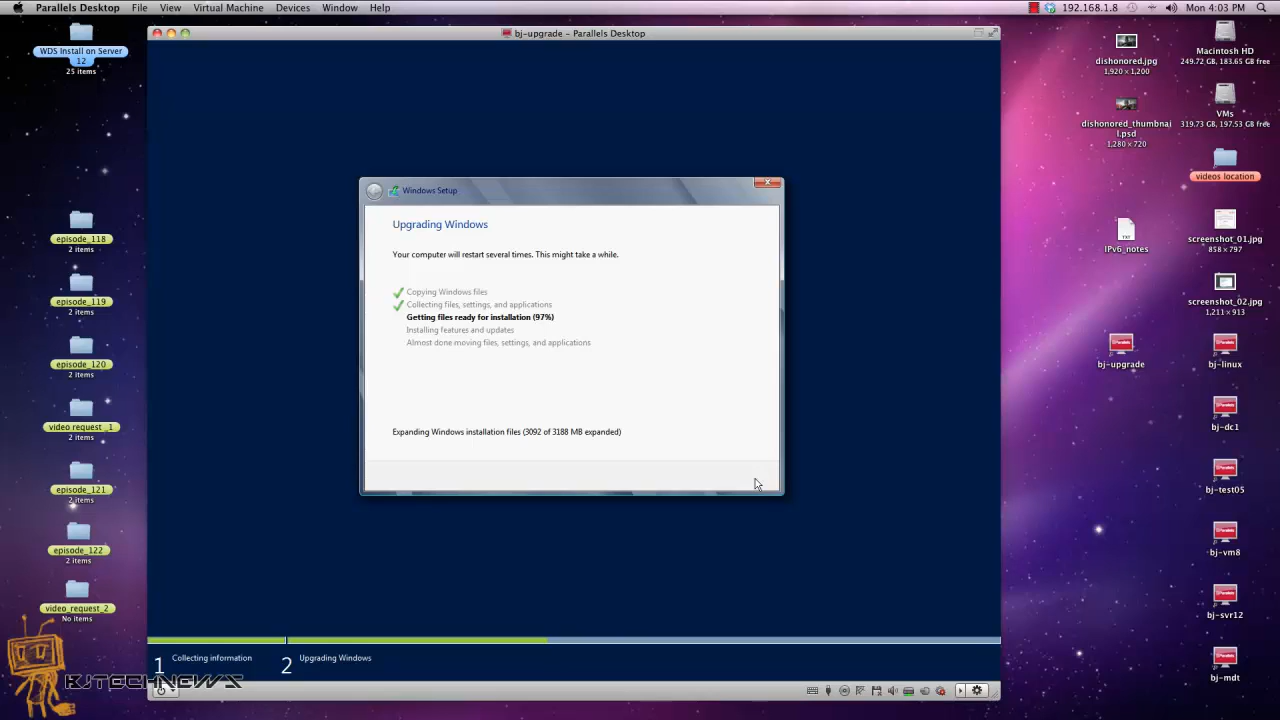 Parallels Desktop File View Virtual Machine Devices Window Help
192.168.1.8 Mon 4:03 PM
bj-upgrade - Parallels Desktop
WDS Install on Server
12
25 items
episode_118
2 items
episode_119
2 items
episode_120
2 items
video request _1
2 items
episode_121
2 items
episode_122
2 items
video_request_2
No items
Windows Setup
Upgrading Windows
Your computer will restart several times. This might take a while.
Copying Windows files
Collecting files, settings, and applications
Getting files ready for installation (97%)
Installing features and updates
Almost done moving files, settings, and applications
Expanding Windows installation files (3092 of 3188 MB expanded)
1 Collecting information
2 Upgrading Windows
BJTECHNEWS
dishonored.jpg
1,920 × 1,200
dishonored_thumbnai
l.psd
1,280 × 720
TXT
IPv6_notes
bj-upgrade
Macintosh HD
249.72 GB, 183.65 GB free
VMs
319.73 GB, 197.53 GB free
videos location
screenshot_01.jpg
858 × 797
screenshot_02.jpg
1,211 × 913
bj-linux
bj-dc1
bj-test05
bj-vm8
bj-svr12
bj-mdt